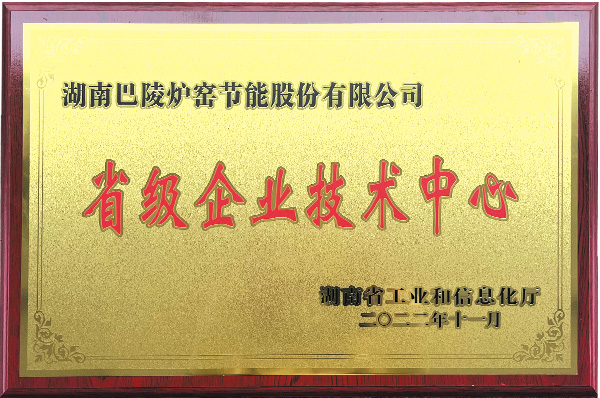 湖南巴陵炉窑节能股份有限公司
省级企业技术中心
湖南省工业和信息化厅
二〇二二年十一月